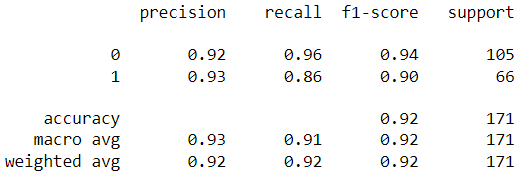 precision recall f1-score support
0 0.92 0.96 0.94 105
1 0.93 0.86 0.90 66
accuracy 0.92 171
macro avg 0.93 0.91 0.92 171
weighted avg 0.92 0.92 0.92 171